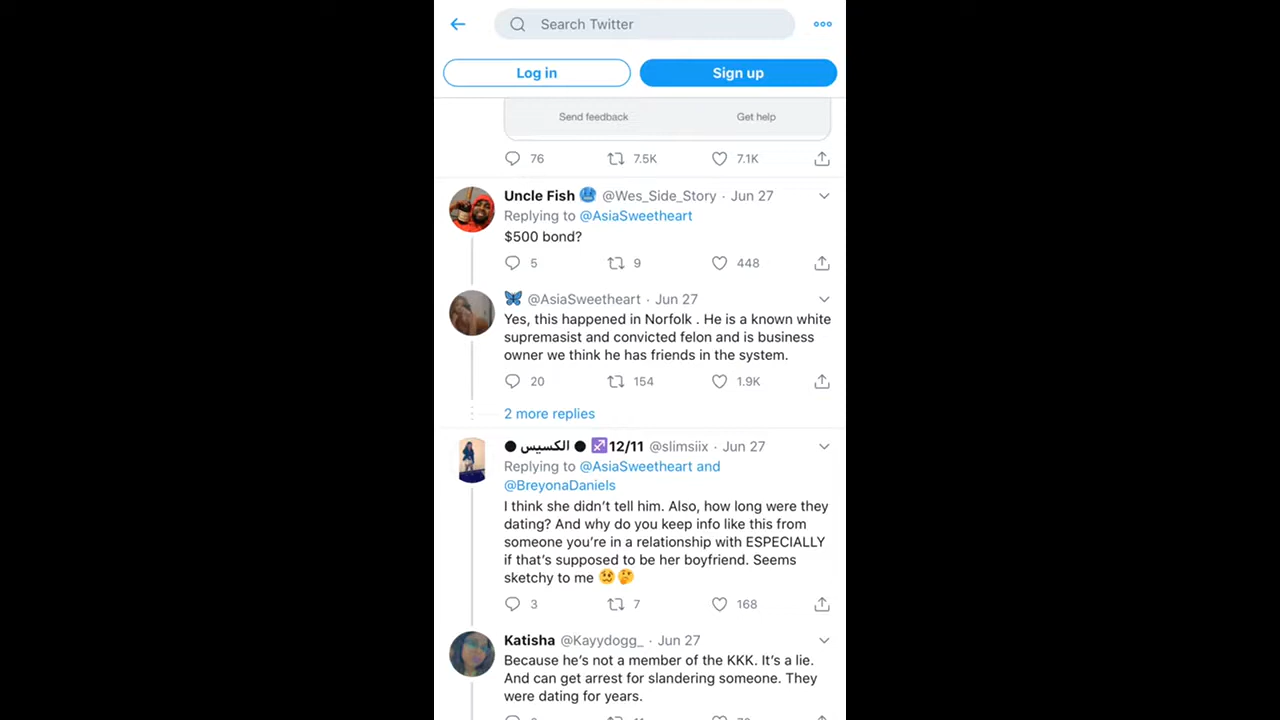 Search Twitter
Log in
Sign up
Send feedback
Get help
76
7.5K
7.1K
Uncle Fish 🥶 @Wes_Side_Story · Jun 27
Replying to @AsiaSweetheart
$500 bond?
5
9
448
🦋 @AsiaSweetheart · Jun 27
Yes, this happened in Norfolk . He is a known white
supremasist and convicted felon and is business
owner we think he has friends in the system.
20
154
1.9K
2 more replies
● الكسيس ● ♐12/11 @slimsiix · Jun 27
Replying to @AsiaSweetheart and
@BreyonaDaniels
I think she didn't tell him. Also, how long were they
dating? And why do you keep info like this from
someone you're in a relationship with ESPECIALLY
if that's supposed to be her boyfriend. Seems
sketchy to me 🥴🤔
3
7
168
Katisha @Kayydogg_ · Jun 27
Because he's not a member of the KKK. It's a lie.
And can get arrest for slandering someone. They
were dating for years.